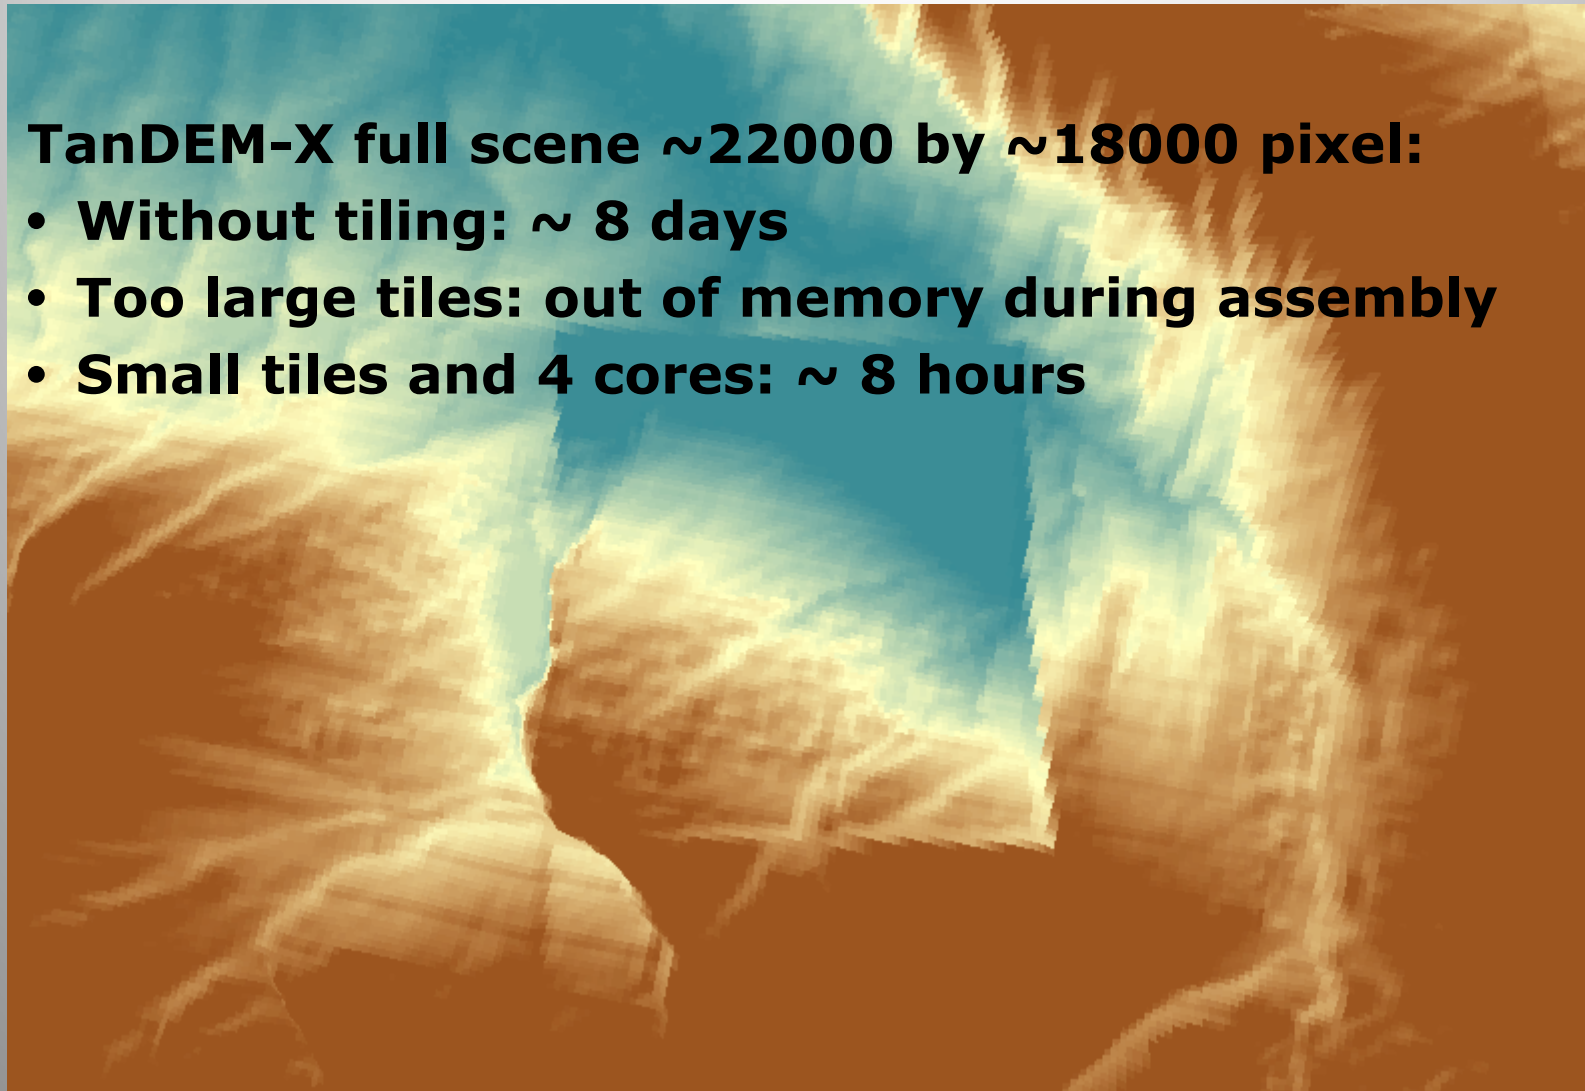 TanDEM-X full scene ~22000 by ~18000 pixel:
• Without tiling: ~ 8 days
• Too large tiles: out of memory during assembly
• Small tiles and 4 cores: ~ 8 hours